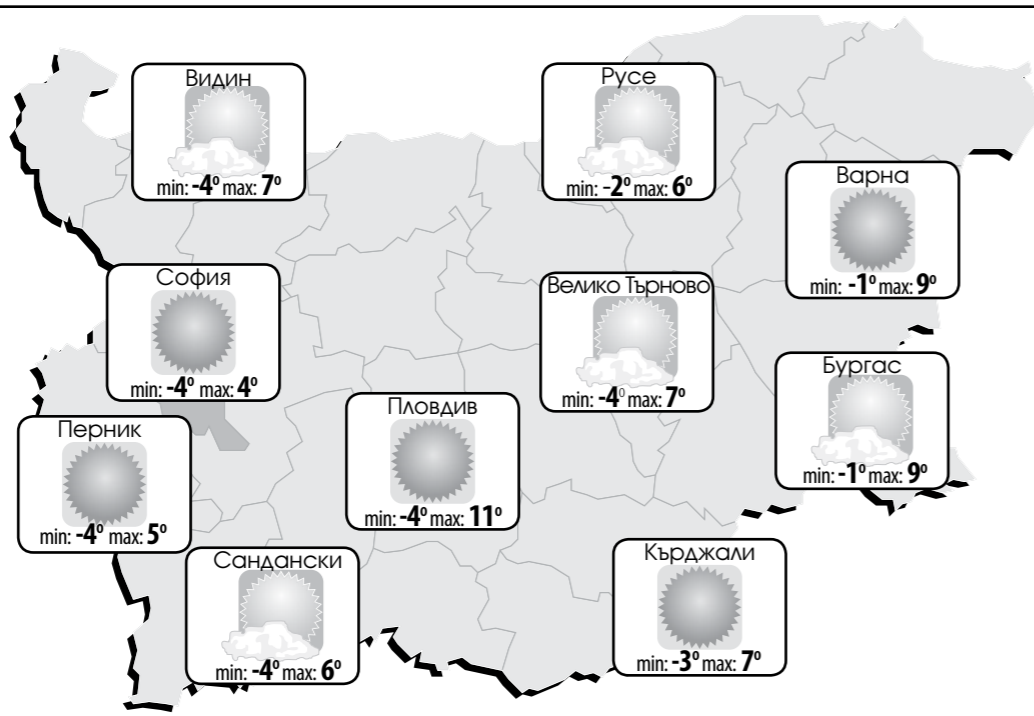 Видин
min: -4° max: 7°
Русе
min: -2° max: 6°
Варна
min: -1° max: 9°
София
min: -4° max: 4°
Велико Търново
min: -4° max: 7°
Бургас
min: -1° max: 9°
Пловдив
min: -4° max: 11°
Перник
min: -4° max: 5°
Сандански
min: -4° max: 6°
Кърджали
min: -3° max: 7°